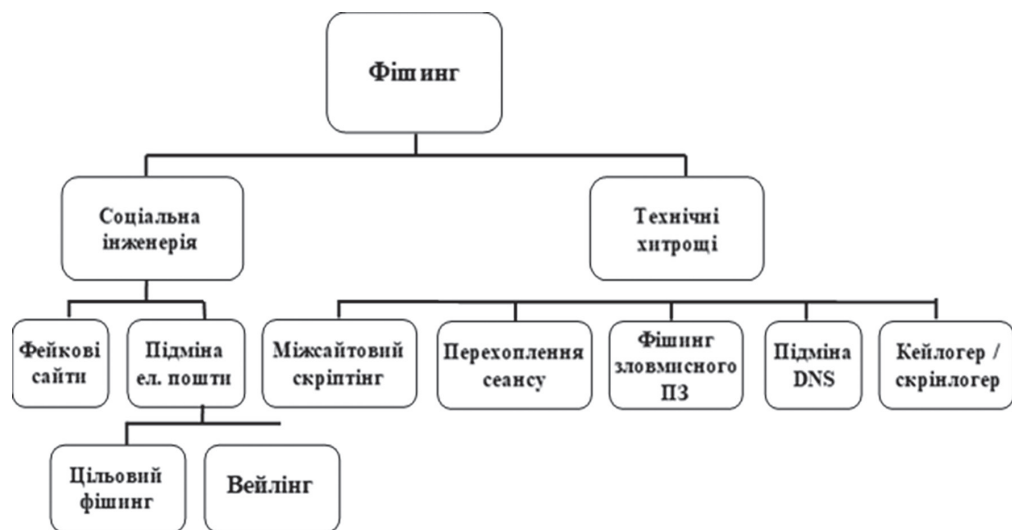 Фішинг
Соціальна
інженерія
Технічні
хитрощі
Фейкові
сайти
Підміна
ел. пошти
Міжсайтовий
скріптінг
Перехоплення
сеансу
Фішинг
зловмисного
ПЗ
Підміна
DNS
Кейлогер /
скрінлогер
Цільовий
фішинг
Вейлінг